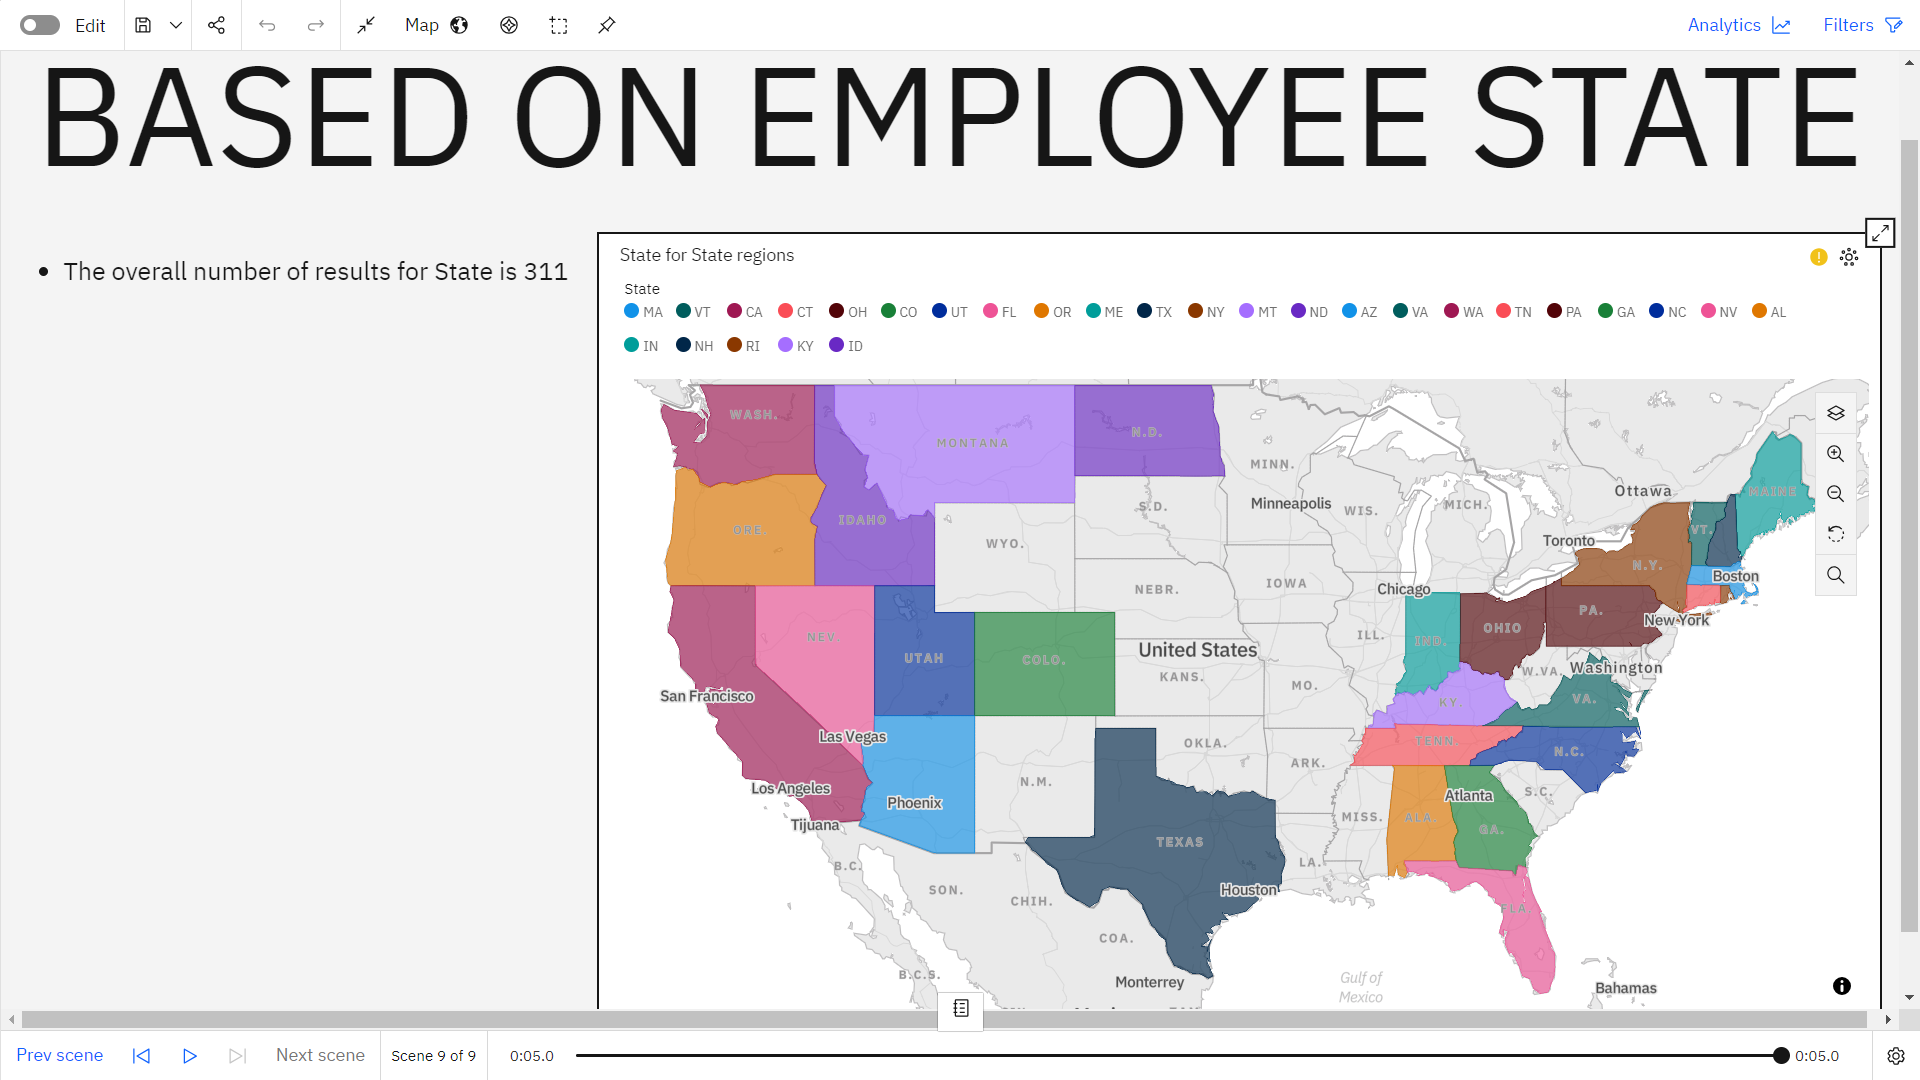 Edit
Map
Analytics
Filters
BASED ON EMPLOYEE STATE
The overall number of results for State is 311
State for State regions
State
MA VT CA CT OH CO UT FL OR ME TX NY MT ND AZ VA WA TN PA GA NC NV AL
IN NH RI KY ID
WASH.
MONTANA
N.D.
MINN.
Ottawa
MAINE
Minneapolis
WIS.
MICH.
S.D.
IDAHO
ORE.
VT.
WYO.
Toronto
N.Y.
Boston
IOWA
Chicago
NEBR.
PA.
New York
NEV.
OHIO
ILL.
IND.
United States
UTAH
COLO.
W.VA.
Washington
KANS.
MO.
San Francisco
KY.
VA.
Las Vegas
OKLA.
TENN.
N.C.
ARK.
N.M.
Los Angeles
Phoenix
Atlanta
S.C.
Tijuana
MISS.
ALA.
GA.
TEXAS
B.C.
LA.
SON.
Houston
CHIH.
FLA.
COA.
B.C.S.
Monterrey
Gulf of
Mexico
Bahamas
Prev scene
Next scene
Scene 9 of 9
0:05.0
0:05.0